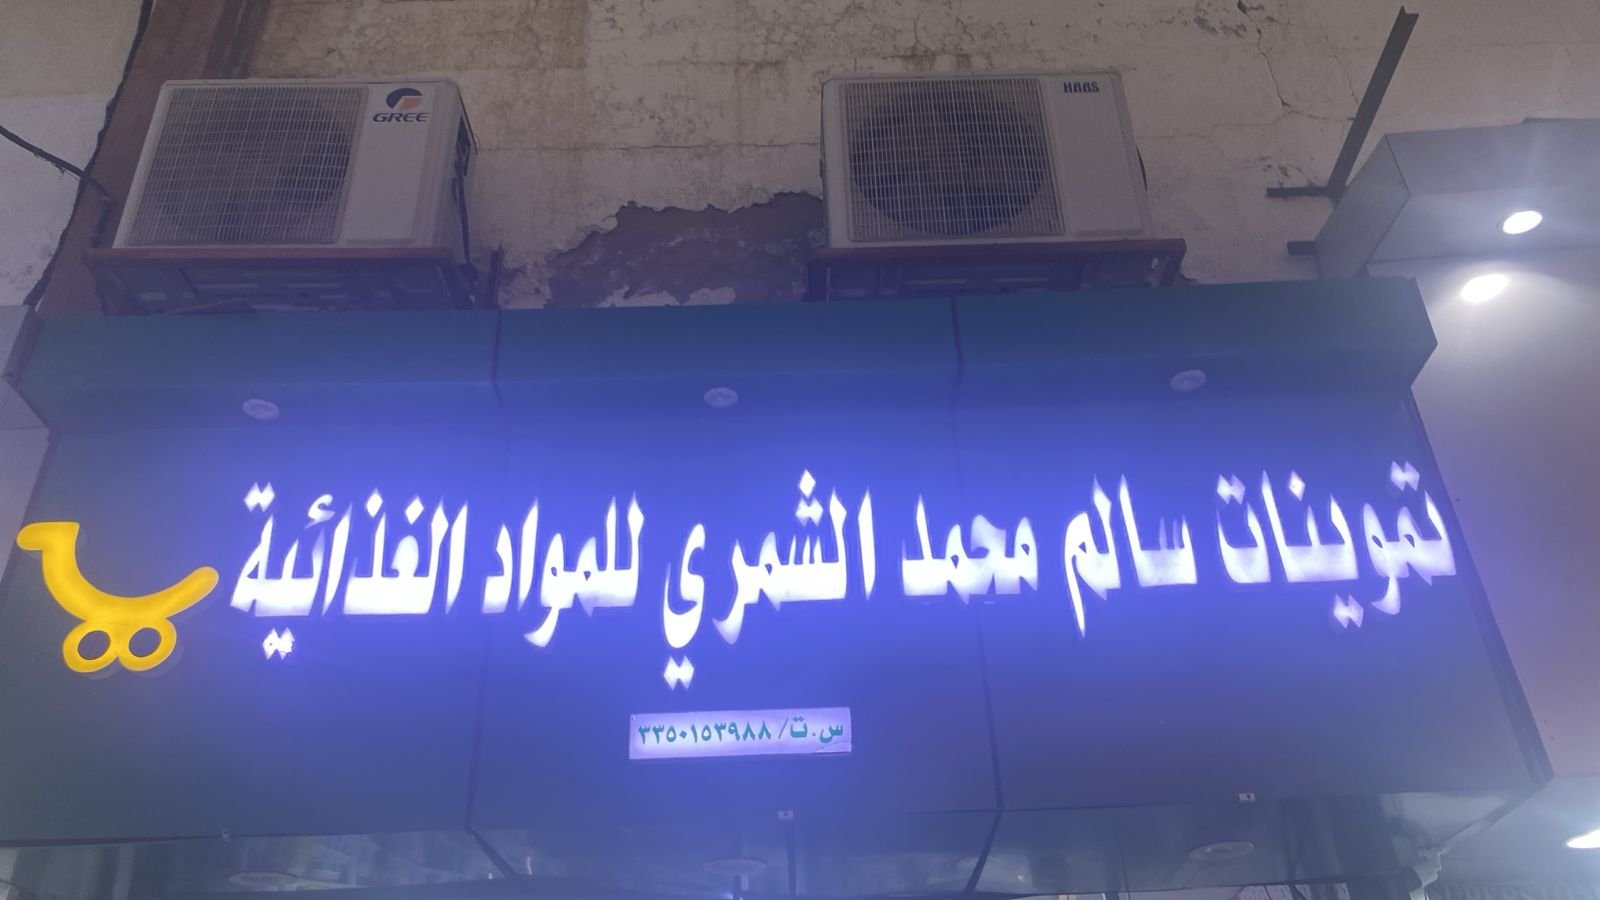 GREE
HAAS
تموينات سالم محمد الشمري للمواد الغذائية
س.ت/ ٣٣٥٠١٥٣٩٨٨